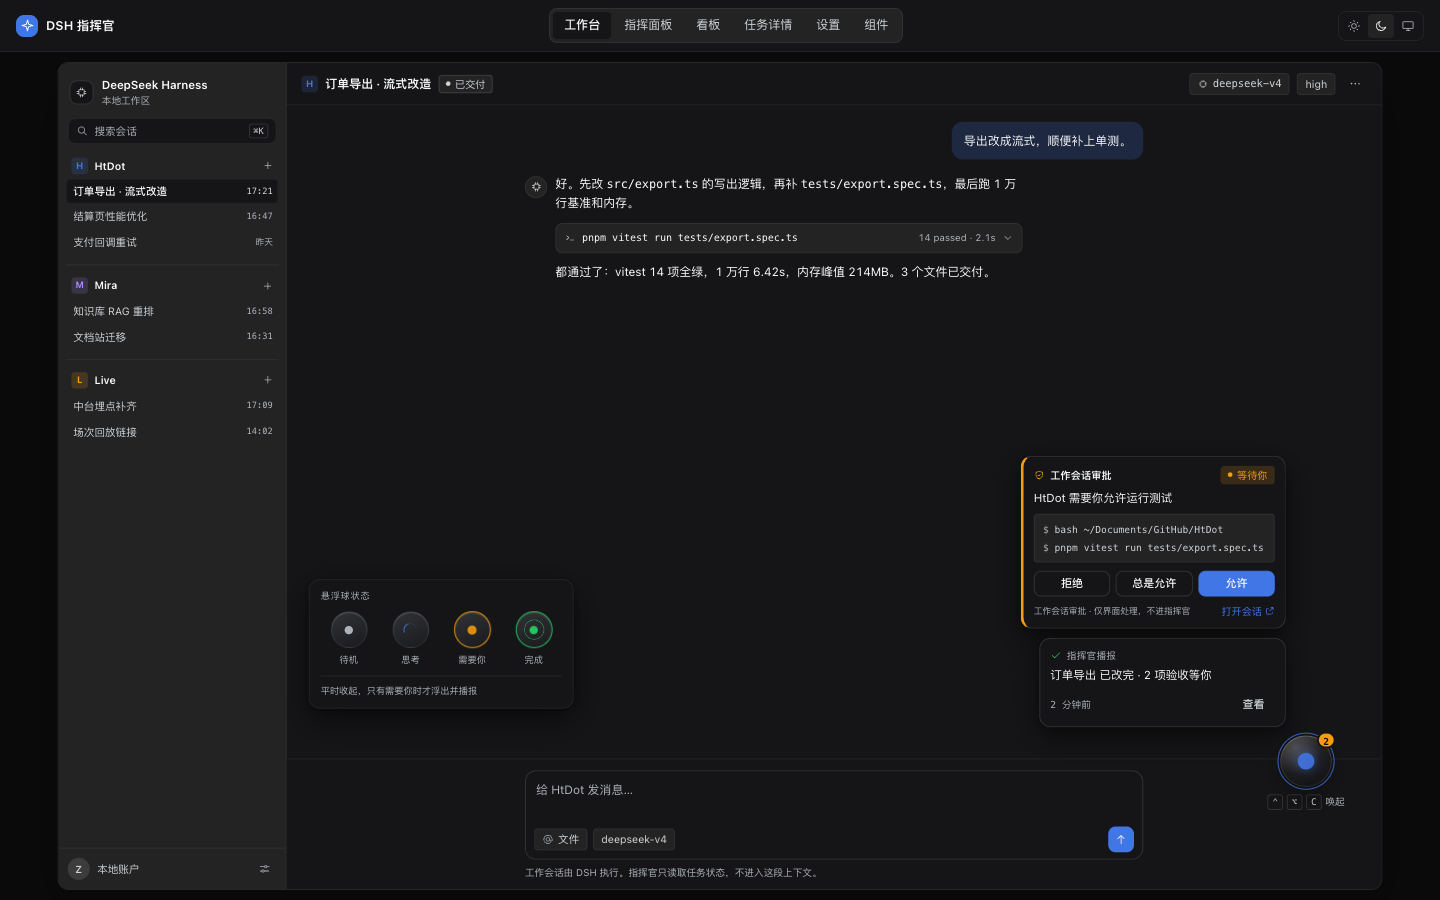 DSH 指挥官
工作台 指挥面板 看板 任务详情 设置 组件
DeepSeek Harness
本地工作区
搜索会话 ⌘K
H HtDot +
订单导出 · 流式改造 17:21
结算页性能优化 16:47
支付回调重试 昨天
M Mira +
知识库 RAG 重排 16:58
文档站迁移 16:31
L Live +
中台埋点补齐 17:09
场次回放链接 14:02
Z 本地账户
H 订单导出 · 流式改造 已交付 deepseek-v4 high ···
导出改成流式，顺便补上单测。
好。先改 src/export.ts 的写出逻辑，再补 tests/export.spec.ts，最后跑 1 万
行基准和内存。
>_ pnpm vitest run tests/export.spec.ts 14 passed · 2.1s
都通过了：vitest 14 项全绿，1 万行 6.42s，内存峰值 214MB。3 个文件已交付。
工作会话审批 等待你
HtDot 需要你允许运行测试
$ bash ~/Documents/GitHub/HtDot
$ pnpm vitest run tests/export.spec.ts
拒绝 总是允许 允许
工作会话审批 · 仅界面处理，不进指挥官 打开会话
悬浮球状态
待机 思考 需要你 完成
平时收起，只有需要你时才浮出并播报
指挥官播报
订单导出 已改完 · 2 项验收等你
2 分钟前 查看
2
⌃ ⌥ C 唤起
给 HtDot 发消息...
@ 文件 deepseek-v4
工作会话由 DSH 执行。指挥官只读取任务状态，不进入这段上下文。